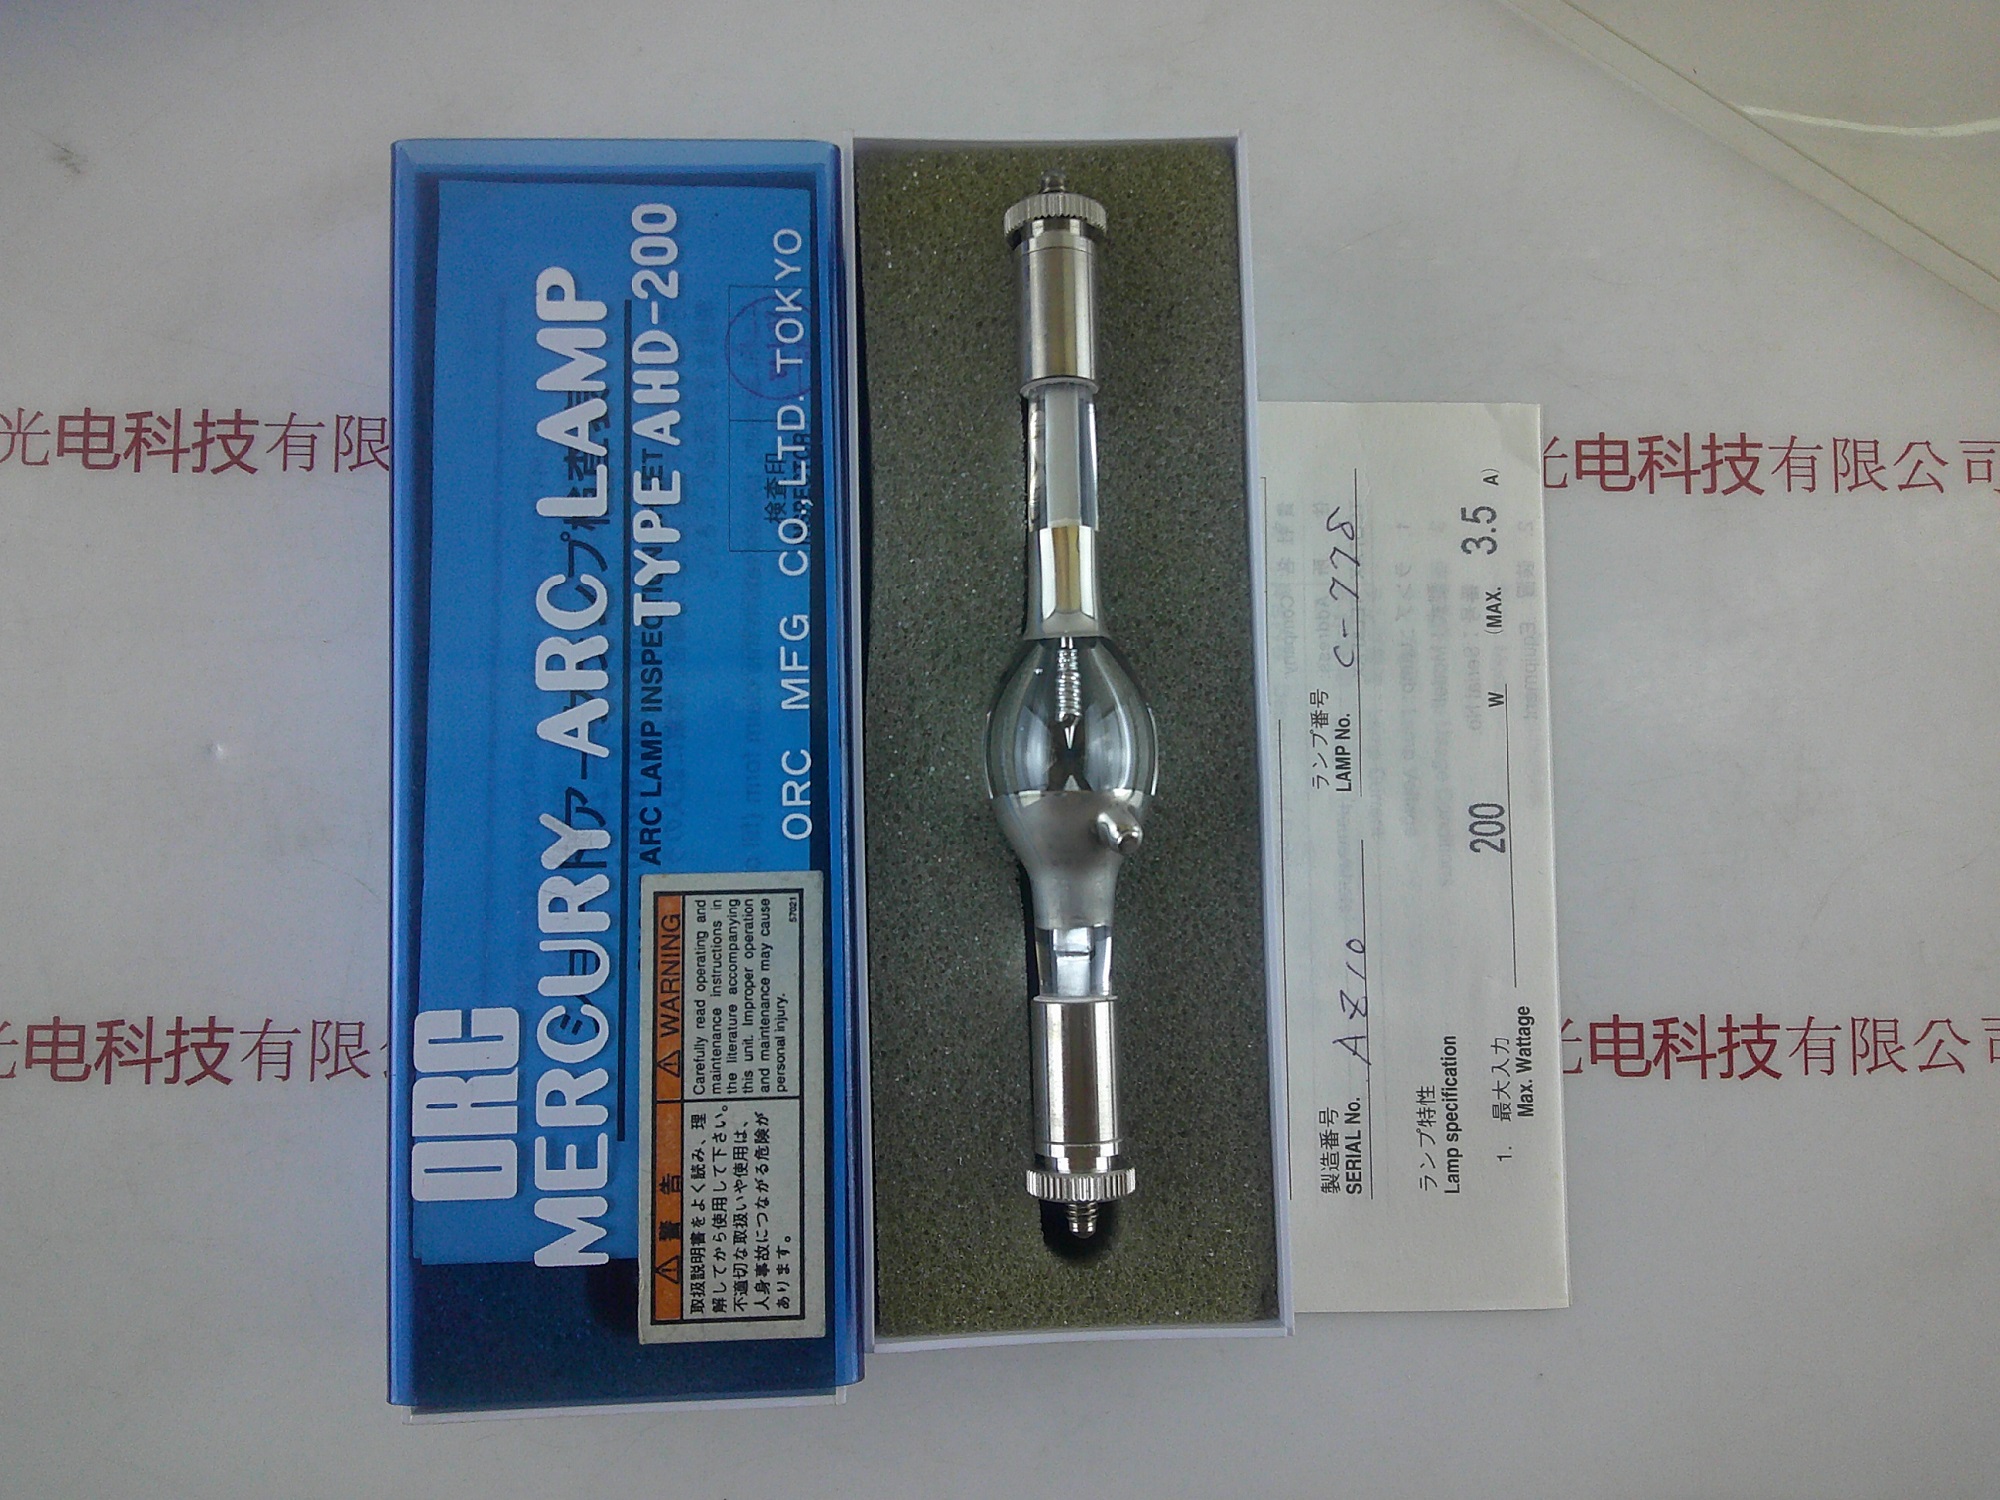 ORC
MERCURY ARC LAMP
TYPE AHD-200
ORC MFG CO.,LTD. TOKYO
ARC LAMP INSPECTION
検査印
⚠ 警告
取扱説明書をよく読み、理
解してから使用して下さい。
不適切な取扱いや使用は、
人身事故につながる危険が
あります。
⚠ WARNING
Carefully read operating and
maintenance instructions in
the literature accompanying
this unit. Improper operation
and maintenance may cause
personal injury.
57021
製造番号
SERIAL No. AZ10
ランプ番号
LAMP No. C-778
ランプ特性
Lamp specification
1. 最大入力
Max. Wattage 200 W (MAX. 3.5 A)
光电科技有限
光电科技有限公司
光电科技有限
光电科技有限公司